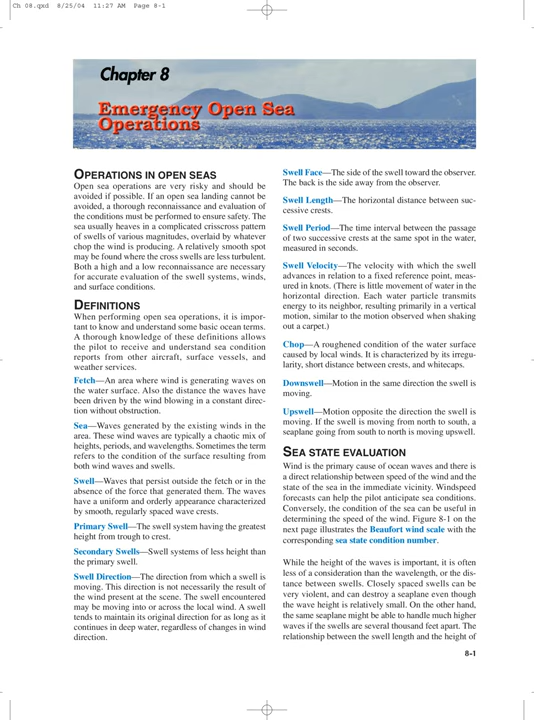 Ch 08.qxd 8/25/04 11:27 AM Page 8-1
Chapter 8
Emergency Open Sea
Operations
OPERATIONS IN OPEN SEAS
Open sea operations are very risky and should be
avoided if possible. If an open sea landing cannot be
avoided, a thorough reconnaissance and evaluation of
the conditions must be performed to ensure safety. The
sea usually heaves in a complicated crisscross pattern
of swells of various magnitudes, overlaid by whatever
chop the wind is producing. A relatively smooth spot
may be found where the cross swells are less turbulent.
Both a high and a low reconnaissance are necessary
for accurate evaluation of the swell systems, winds,
and surface conditions.
DEFINITIONS
When performing open sea operations, it is impor-
tant to know and understand some basic ocean terms.
A thorough knowledge of these definitions allows
the pilot to receive and understand sea condition
reports from other aircraft, surface vessels, and
weather services.
Fetch—An area where wind is generating waves on
the water surface. Also the distance the waves have
been driven by the wind blowing in a constant direc-
tion without obstruction.
Sea—Waves generated by the existing winds in the
area. These wind waves are typically a chaotic mix of
heights, periods, and wavelengths. Sometimes the term
refers to the condition of the surface resulting from
both wind waves and swells.
Swell—Waves that persist outside the fetch or in the
absence of the force that generated them. The waves
have a uniform and orderly appearance characterized
by smooth, regularly spaced wave crests.
Primary Swell—The swell system having the greatest
height from trough to crest.
Secondary Swells—Swell systems of less height than
the primary swell.
Swell Direction—The direction from which a swell is
moving. This direction is not necessarily the result of
the wind present at the scene. The swell encountered
may be moving into or across the local wind. A swell
tends to maintain its original direction for as long as it
continues in deep water, regardless of changes in wind
direction.
Swell Face—The side of the swell toward the observer.
The back is the side away from the observer.
Swell Length—The horizontal distance between suc-
cessive crests.
Swell Period—The time interval between the passage
of two successive crests at the same spot in the water,
measured in seconds.
Swell Velocity—The velocity with which the swell
advances in relation to a fixed reference point, meas-
ured in knots. (There is little movement of water in the
horizontal direction. Each water particle transmits
energy to its neighbor, resulting primarily in a vertical
motion, similar to the motion observed when shaking
out a carpet.)
Chop—A roughened condition of the water surface
caused by local winds. It is characterized by its irregu-
larity, short distance between crests, and whitecaps.
Downswell—Motion in the same direction the swell is
moving.
Upswell—Motion opposite the direction the swell is
moving. If the swell is moving from north to south, a
seaplane going from south to north is moving upswell.
SEA STATE EVALUATION
Wind is the primary cause of ocean waves and there is
a direct relationship between speed of the wind and the
state of the sea in the immediate vicinity. Windspeed
forecasts can help the pilot anticipate sea conditions.
Conversely, the condition of the sea can be useful in
determining the speed of the wind. Figure 8-1 on the
next page illustrates the Beaufort wind scale with the
corresponding sea state condition number.
While the height of the waves is important, it is often
less of a consideration than the wavelength, or the dis-
tance between swells. Closely spaced swells can be
very violent, and can destroy a seaplane even though
the wave height is relatively small. On the other hand,
the same seaplane might be able to handle much higher
waves if the swells are several thousand feet apart. The
relationship between the swell length and the height of
8-1